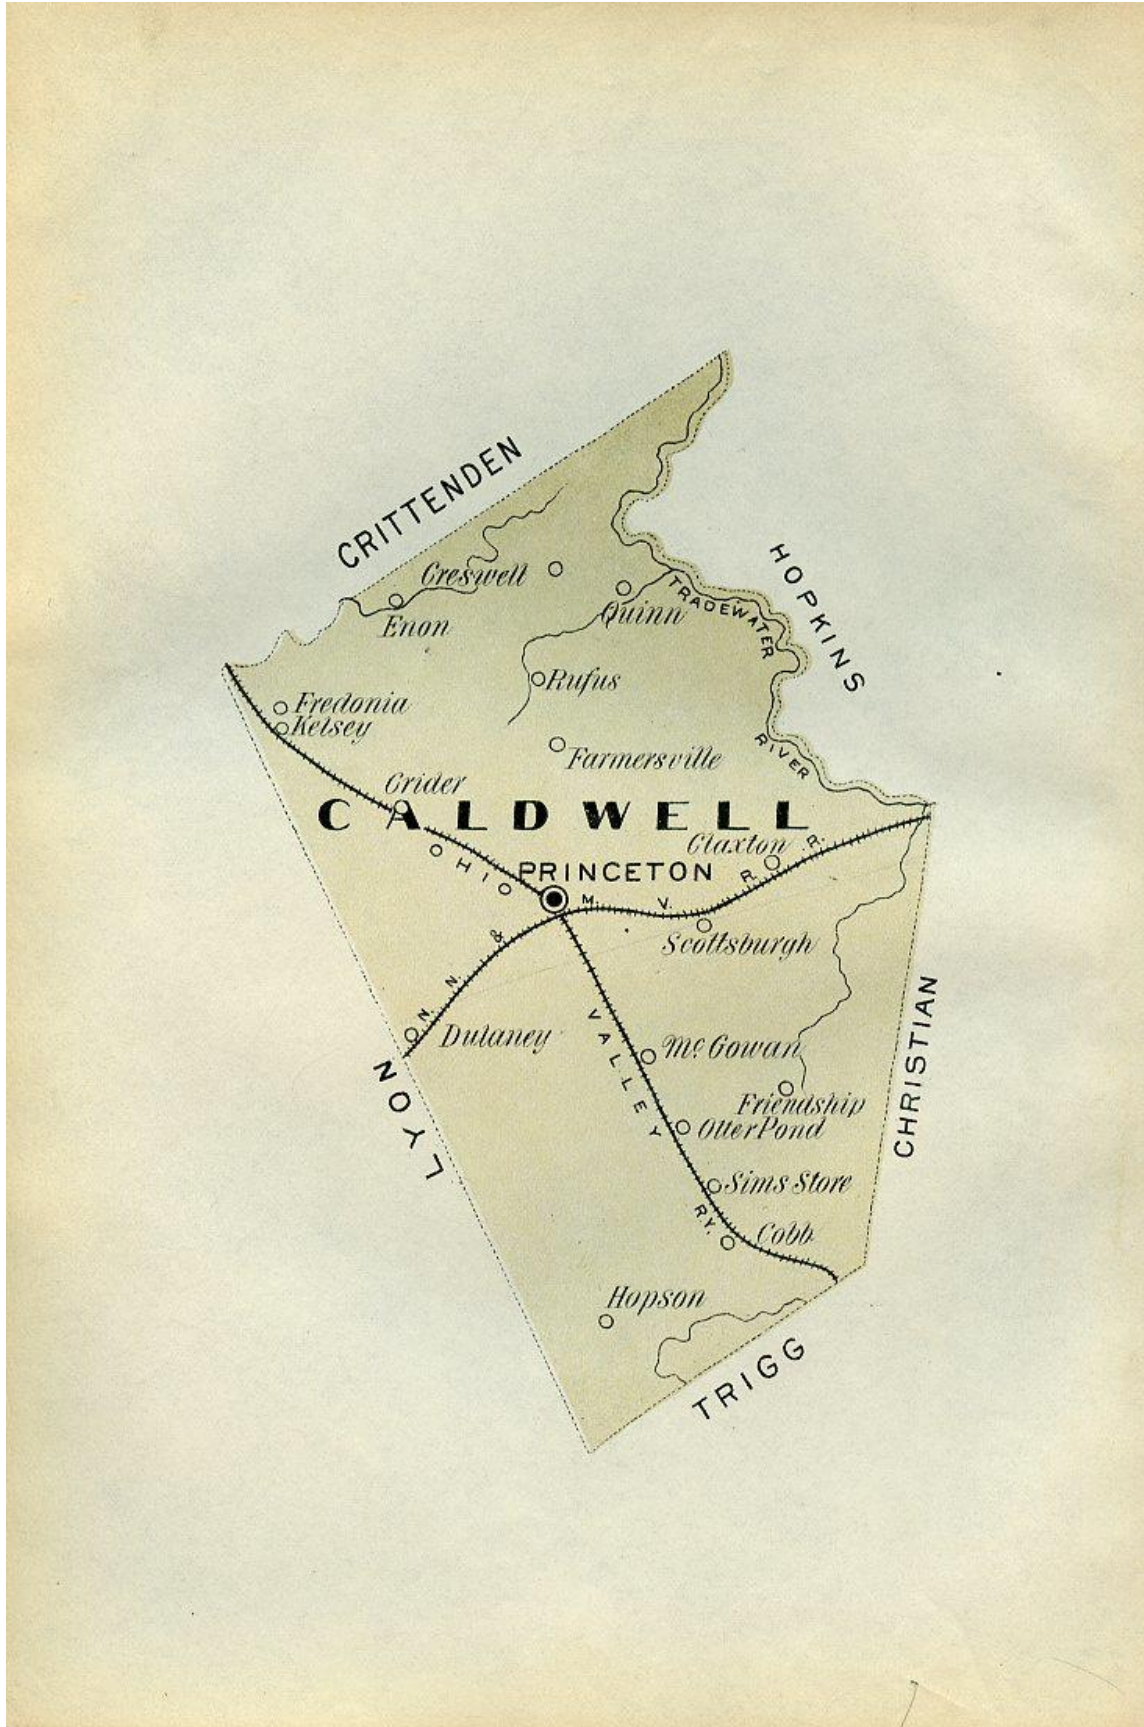 CRITTENDEN
HOPKINS
Creswell
Quinn
TRADEWATER
Enon
Rufus
Fredonia
Kelsey
Farmersville
RIVER
Grider
CALDWELL
Claxton
OHIO
PRINCETON
N. N. & M. V. R. R.
Scottsburgh
Dulaney
VALLEY
Mc Gowan
CHRISTIAN
LYON
Friendship
Otter Pond
Sims Store
RY.
Cobb
Hopson
TRIGG